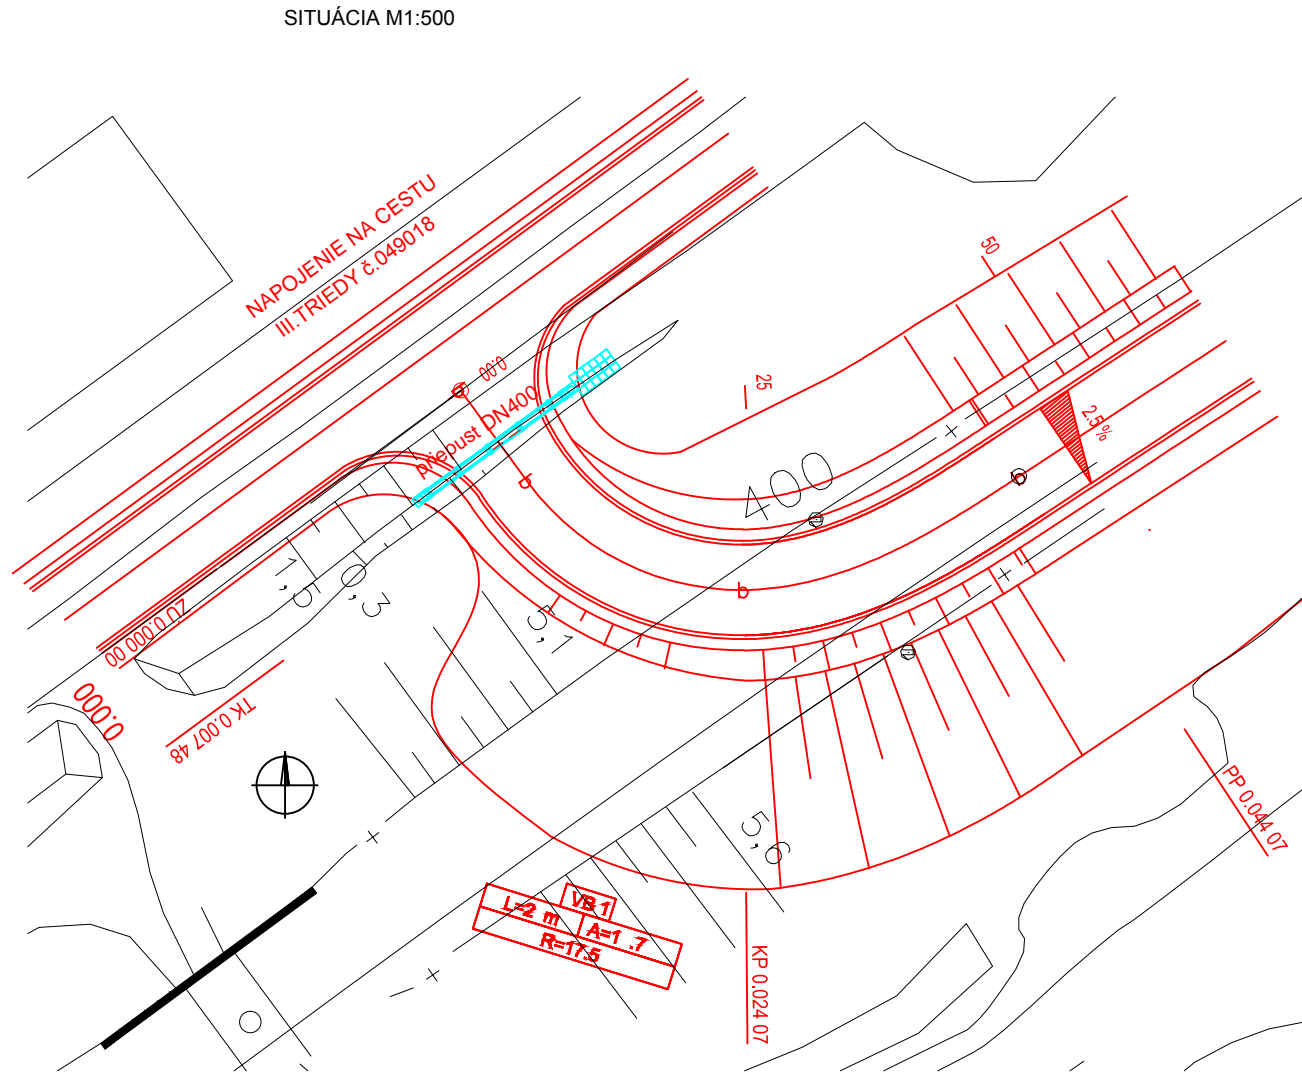 SITUÁCIA M1:500
NAPOJENIE NA CESTU
III.TRIEDY č.049018
0.00
priepust DN400
25
50
2.5%
400
1,5
0,3
5,1
5,6
ZU 0.000 00
0.000
TK 0.007 48
VB 1
L=2 m
A=1 .7
R=17.5
KP 0.024 07
PP 0.044 07